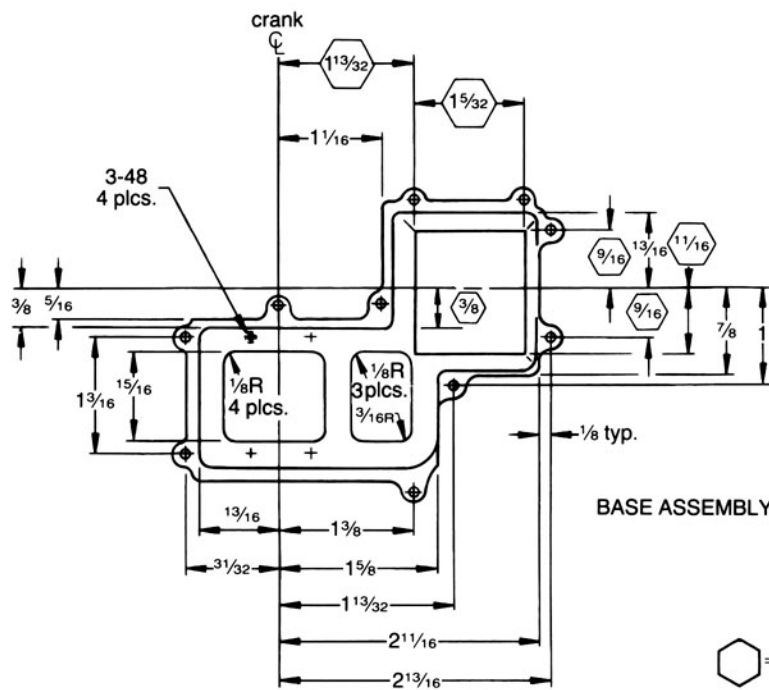 crank
CL
1 13/32
1 5/32
1 1/16
3-48
4 plcs.
9/16
13/16
11/16
3/8
5/16
3/8
9/16
7/8
1
1 3/16
15/16
1/8R
4 plcs.
1/8R
3plcs.
3/16R
1/8 typ.
BASE ASSEMBLY
13/16
1 3/8
31/32
1 5/8
1 13/32
2 11/16
2 13/16
=